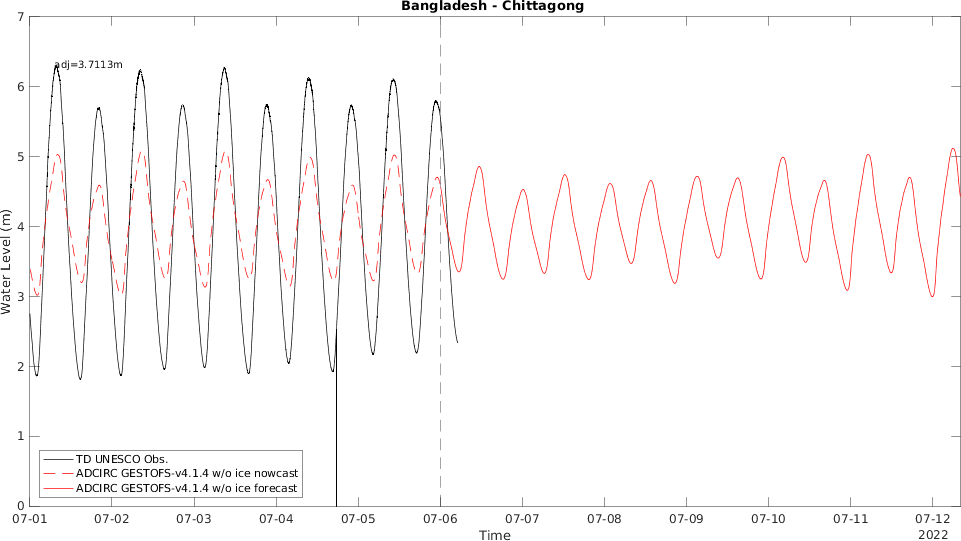 Bangladesh - Chittagong
adj=3.7113m
7
6
5
4
3
2
1
0
Water Level (m)
TD UNESCO Obs.
ADCIRC GESTOFS-v4.1.4 w/o ice nowcast
ADCIRC GESTOFS-v4.1.4 w/o ice forecast
07-01 07-02 07-03 07-04 07-05 07-06 07-07 07-08 07-09 07-10 07-11 07-12
2022
Time